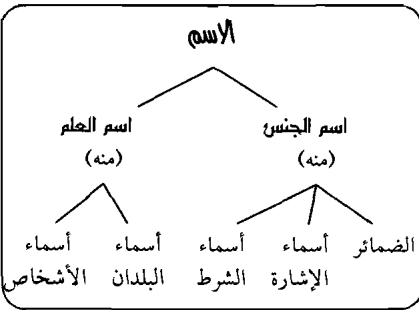 الاسم
اسم الجنس اسم العلم
(منه) (منه)
الضمائر أسماء أسماء أسماء أسماء
الإشارة الشرط البلدان الأشخاص